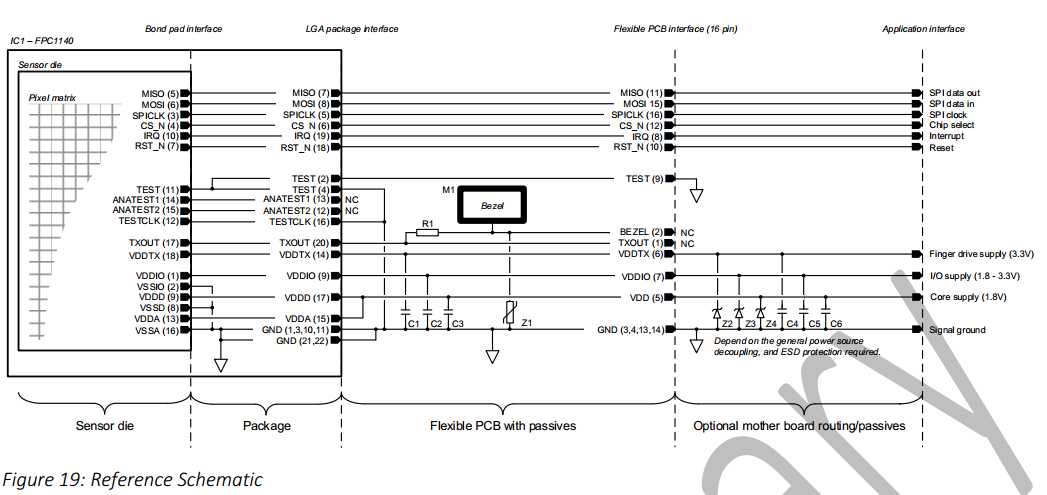 Bond pad interface LGA package interface Flexible PCB interface (16 pin) Application interface
IC1 – FPC1140
Sensor die
Pixel matrix
MISO (5) MISO (7) MISO (11) SPI data out
MOSI (6) MOSI (8) MOSI 15) SPI data in
SPICLK (3) SPICLK (5) SPICLK (16) SPI clock
CS_N (4) CS_N (6) CS_N (12) Chip select
IRQ (10) IRQ (19) IRQ (8) Interrupt
RST_N (7) RST_N (18) RST_N (10) Reset
TEST (2) TEST (9)
TEST (11) TEST (4) M1
ANATEST1 (14) ANATEST1 (13) NC Bezel
ANATEST2 (15) ANATEST2 (12) NC
TESTCLK (12) TESTCLK (16)
R1 BEZEL (2) NC
TXOUT (17) TXOUT (20) TXOUT (1) NC
VDDTX (18) VDDTX (14) VDDTX (6) Finger drive supply (3.3V)
VDDIO (1) VDDIO (9) VDDIO (7) I/O supply (1.8 - 3.3V)
VSSIO (2)
VDDD (9) VDDD (17) VDD (5) Core supply (1.8V)
VSSD (8)
VDDA (13) VDDA (15) C1 C2 C3 Z1 Z2 Z3 Z4 C4 C5 C6
VSSA (16) GND (1,3,10,11) GND (3,4,13,14) Signal ground
GND (21,22)
Depend on the general power source
decoupling, and ESD protection required.
Sensor die Package Flexible PCB with passives Optional mother board routing/passives
Figure 19: Reference Schematic
ary